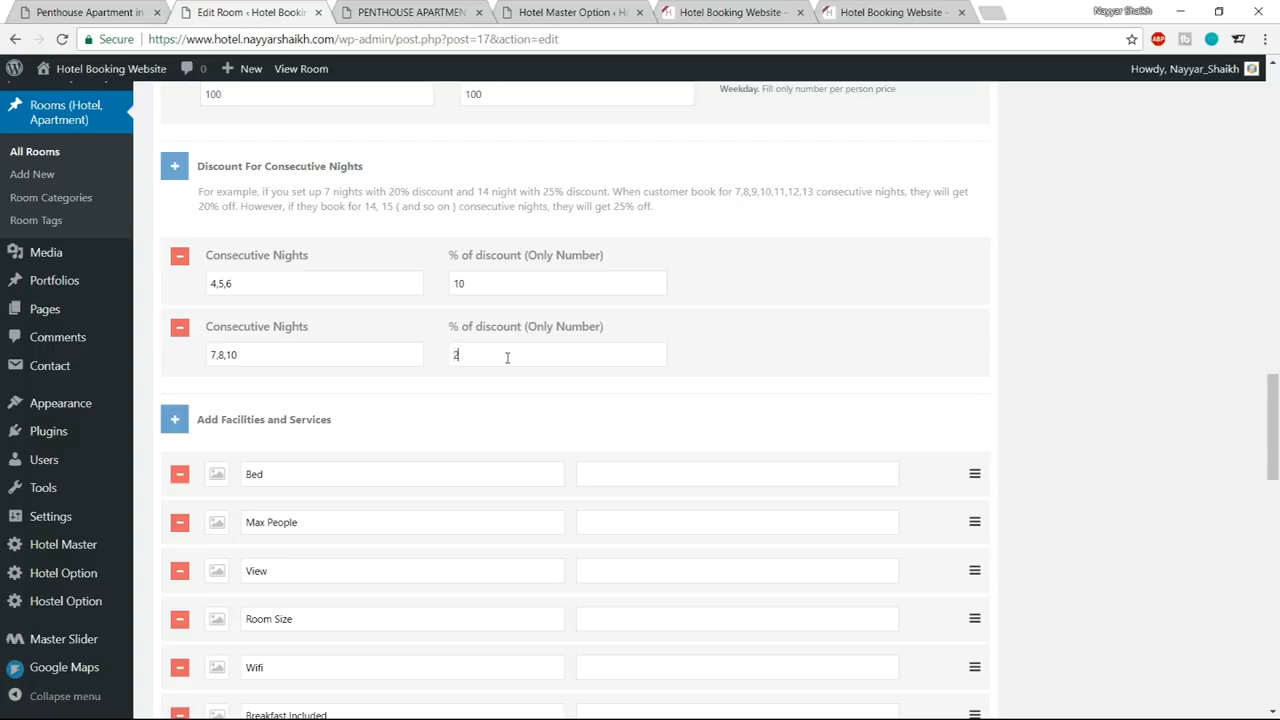 Penthouse Apartment in
Edit Room ‹ Hotel Bookin
PENTHOUSE APARTMEN
Hotel Master Option ‹ H
Hotel Booking Website –
Hotel Booking Website –
Nayyar Shaikh
Secure
https://www.hotel.nayyarshaikh.com/wp-admin/post.php?post=17&action=edit
ABP
Hotel Booking Website
0
New
View Room
Howdy, Nayyar_Shaikh
Rooms (Hotel,
Apartment)
All Rooms
Add New
Room Categories
Room Tags
Media
Portfolios
Pages
Comments
Contact
Appearance
Plugins
Users
Tools
Settings
Hotel Master
Hotel Option
Hostel Option
Master Slider
Google Maps
Collapse menu
100
100
Weekday. Fill only number per person price
Discount For Consecutive Nights
For example, if you set up 7 nights with 20% discount and 14 night with 25% discount. When customer book for 7,8,9,10,11,12,13 consecutive nights, they will get
20% off. However, if they book for 14, 15 ( and so on ) consecutive nights, they will get 25% off.
Consecutive Nights
% of discount (Only Number)
4,5,6
10
Consecutive Nights
% of discount (Only Number)
7,8,10
2
Add Facilities and Services
Bed
Max People
View
Room Size
Wifi
Breakfast Included